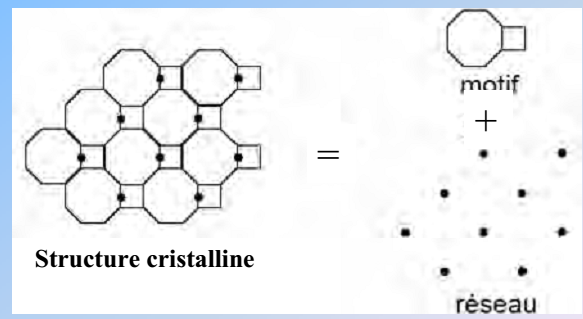 motif
+
=
Structure cristalline
réseau